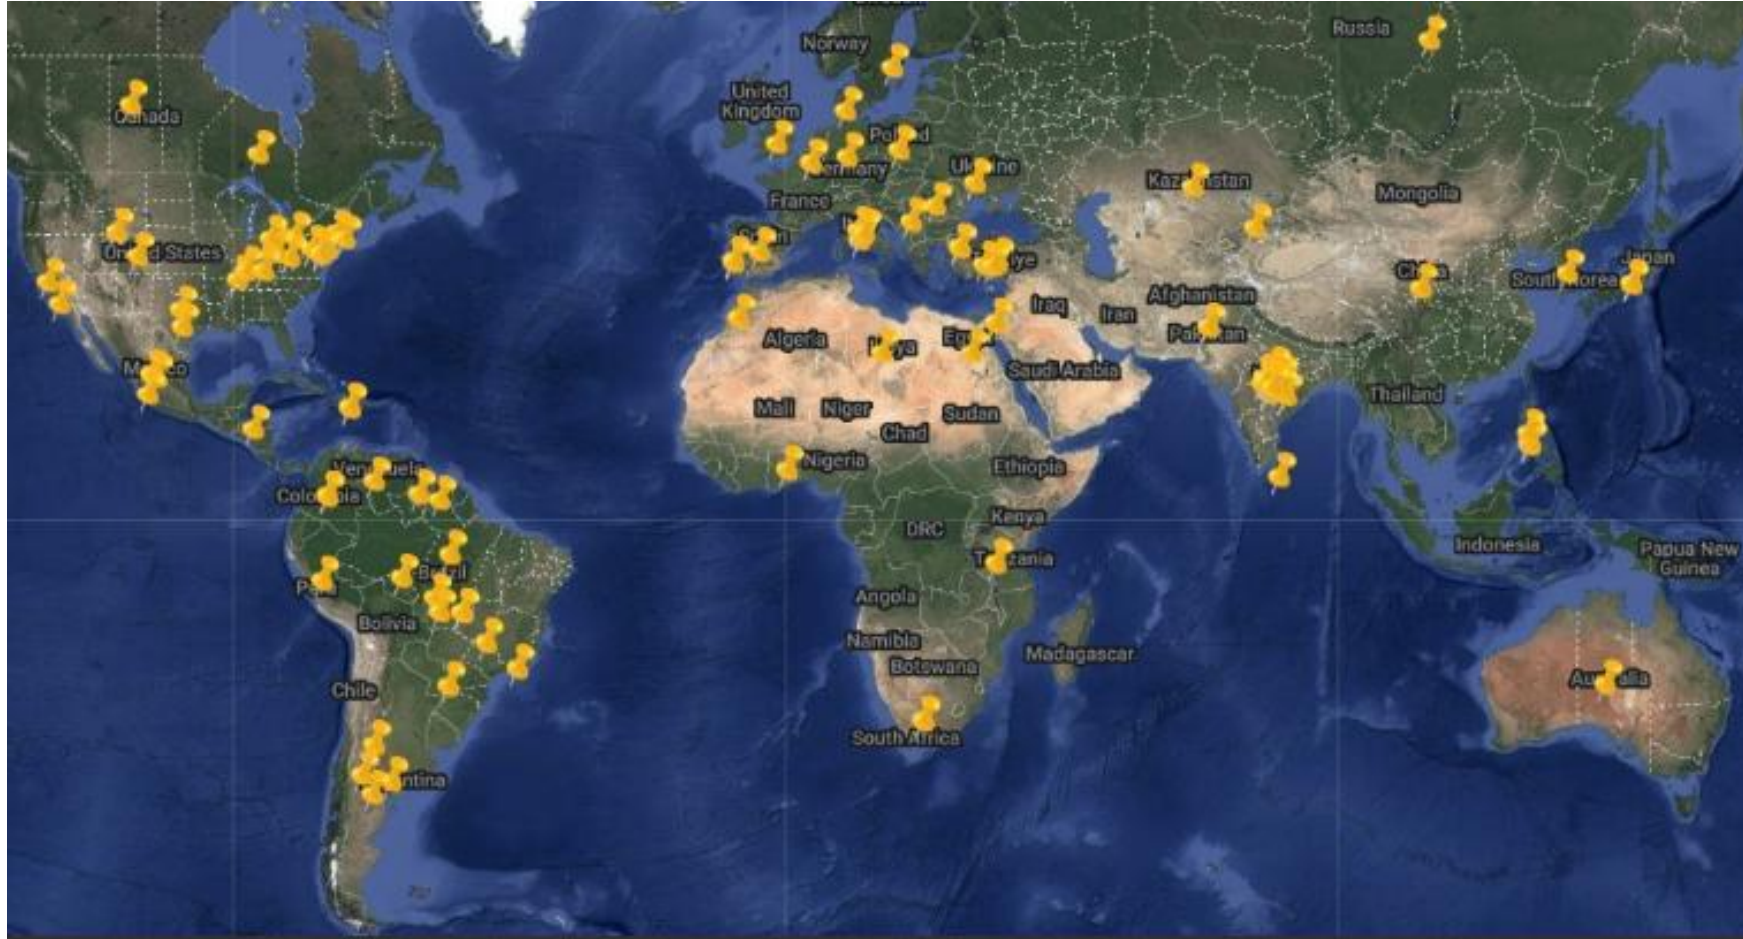 Norway
Russia
United
Kingdom
Canada
Poland
Germany
Ukraine
Kazakhstan
Mongolia
France
Spain
United States
Türkiye
Japan
China
South Korea
Afghanistan
Iraq
Iran
Pakistan
Algeria
Libya
Egypt
Saudi Arabia
Mexico
Mali
Niger
Sudan
Thailand
Chad
Nigeria
Ethiopia
Venezuela
Colombia
Kenya
DRC
Tanzania
Indonesia
Papua New
Guinea
Brazil
Peru
Angola
Bolivia
Namibia
Botswana
Madagascar
Chile
Australia
South Africa
Argentina